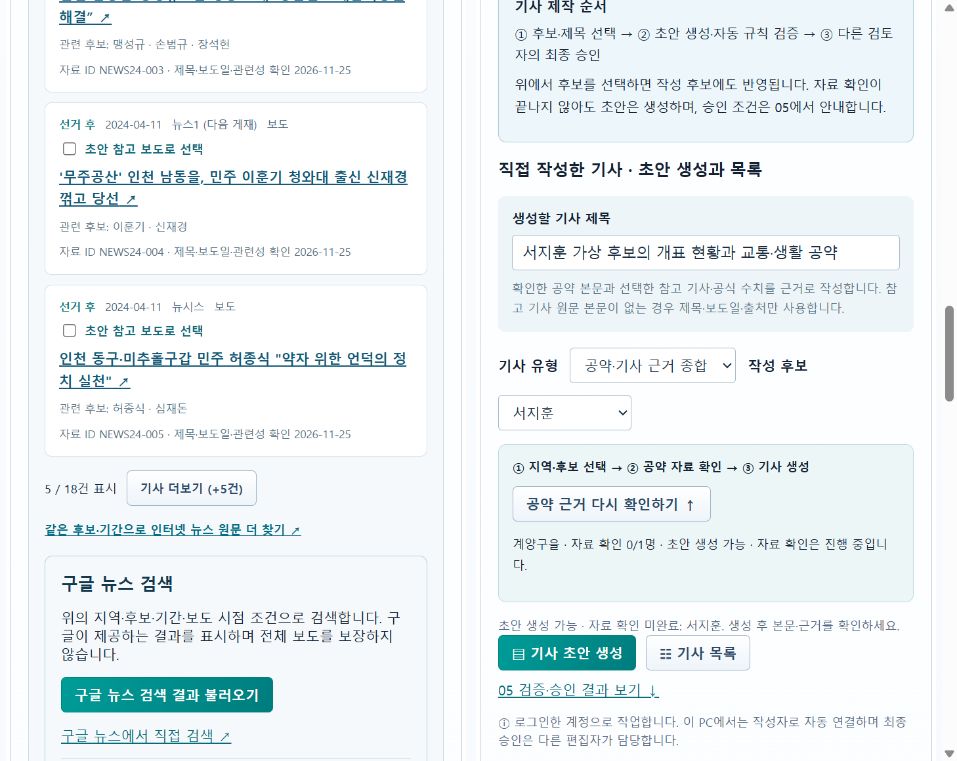 해결” ↗
관련 후보: 맹성규 · 손범규 · 장석현
자료 ID NEWS24-003 · 제목·보도일·관련성 확인 2026-11-25
선거 후 2024-04-11 뉴스1 (다음 게재) 보도
초안 참고 보도로 선택
'무주공산' 인천 남동을, 민주 이훈기 청와대 출신 신재경
꺾고 당선 ↗
관련 후보: 이훈기 · 신재경
자료 ID NEWS24-004 · 제목·보도일·관련성 확인 2026-11-25
선거 후 2024-04-11 뉴시스 보도
초안 참고 보도로 선택
인천 동구·미추홀구갑 민주 허종식 "약자 위한 언덕의 정
치 실천" ↗
관련 후보: 허종식 · 심재돈
자료 ID NEWS24-005 · 제목·보도일·관련성 확인 2026-11-25
5 / 18건 표시 기사 더보기 (+5건)
같은 후보·기간으로 인터넷 뉴스 원문 더 찾기 ↗
구글 뉴스 검색
위의 지역·후보·기간·보도 시점 조건으로 검색합니다. 구
글이 제공하는 결과를 표시하며 전체 보도를 보장하지
않습니다.
구글 뉴스 검색 결과 불러오기
구글 뉴스에서 직접 검색 ↗
기사 제작 순서
① 후보·제목 선택 → ② 초안 생성·자동 규칙 검증 → ③ 다른 검토
자의 최종 승인
위에서 후보를 선택하면 작성 후보에도 반영됩니다. 자료 확인이
끝나지 않아도 초안은 생성하며, 승인 조건은 05에서 안내합니다.
직접 작성한 기사 · 초안 생성과 목록
생성할 기사 제목
서지훈 가상 후보의 개표 현황과 교통·생활 공약
확인한 공약 본문과 선택한 참고 기사·공식 수치를 근거로 작성합니다. 참
고 기사 원문 본문이 없는 경우 제목·보도일·출처만 사용합니다.
기사 유형 공약·기사 근거 종합 작성 후보
서지훈
① 지역·후보 선택 → ② 공약 자료 확인 → ③ 기사 생성
공약 근거 다시 확인하기 ↑
계양구을 · 자료 확인 0/1명 · 초안 생성 가능 · 자료 확인은 진행 중입니
다.
초안 생성 가능 · 자료 확인 미완료: 서지훈. 생성 후 본문·근거를 확인하세요.
▤ 기사 초안 생성 ☷ 기사 목록
05 검증·승인 결과 보기 ↓
① 로그인한 계정으로 작업합니다. 이 PC에서는 작성자로 자동 연결하며 최종
승인은 다른 편집자가 담당합니다.